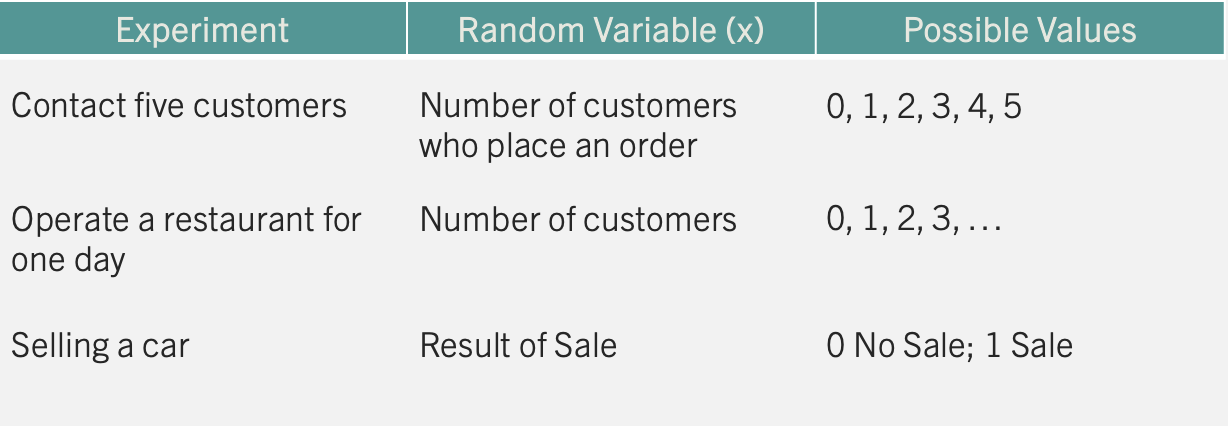 Experiment
Random Variable (x)
Possible Values
Contact five customers
Number of customers
who place an order
0, 1, 2, 3, 4, 5
Operate a restaurant for
one day
Number of customers
0, 1, 2, 3, ...
Selling a car
Result of Sale
0 No Sale; 1 Sale